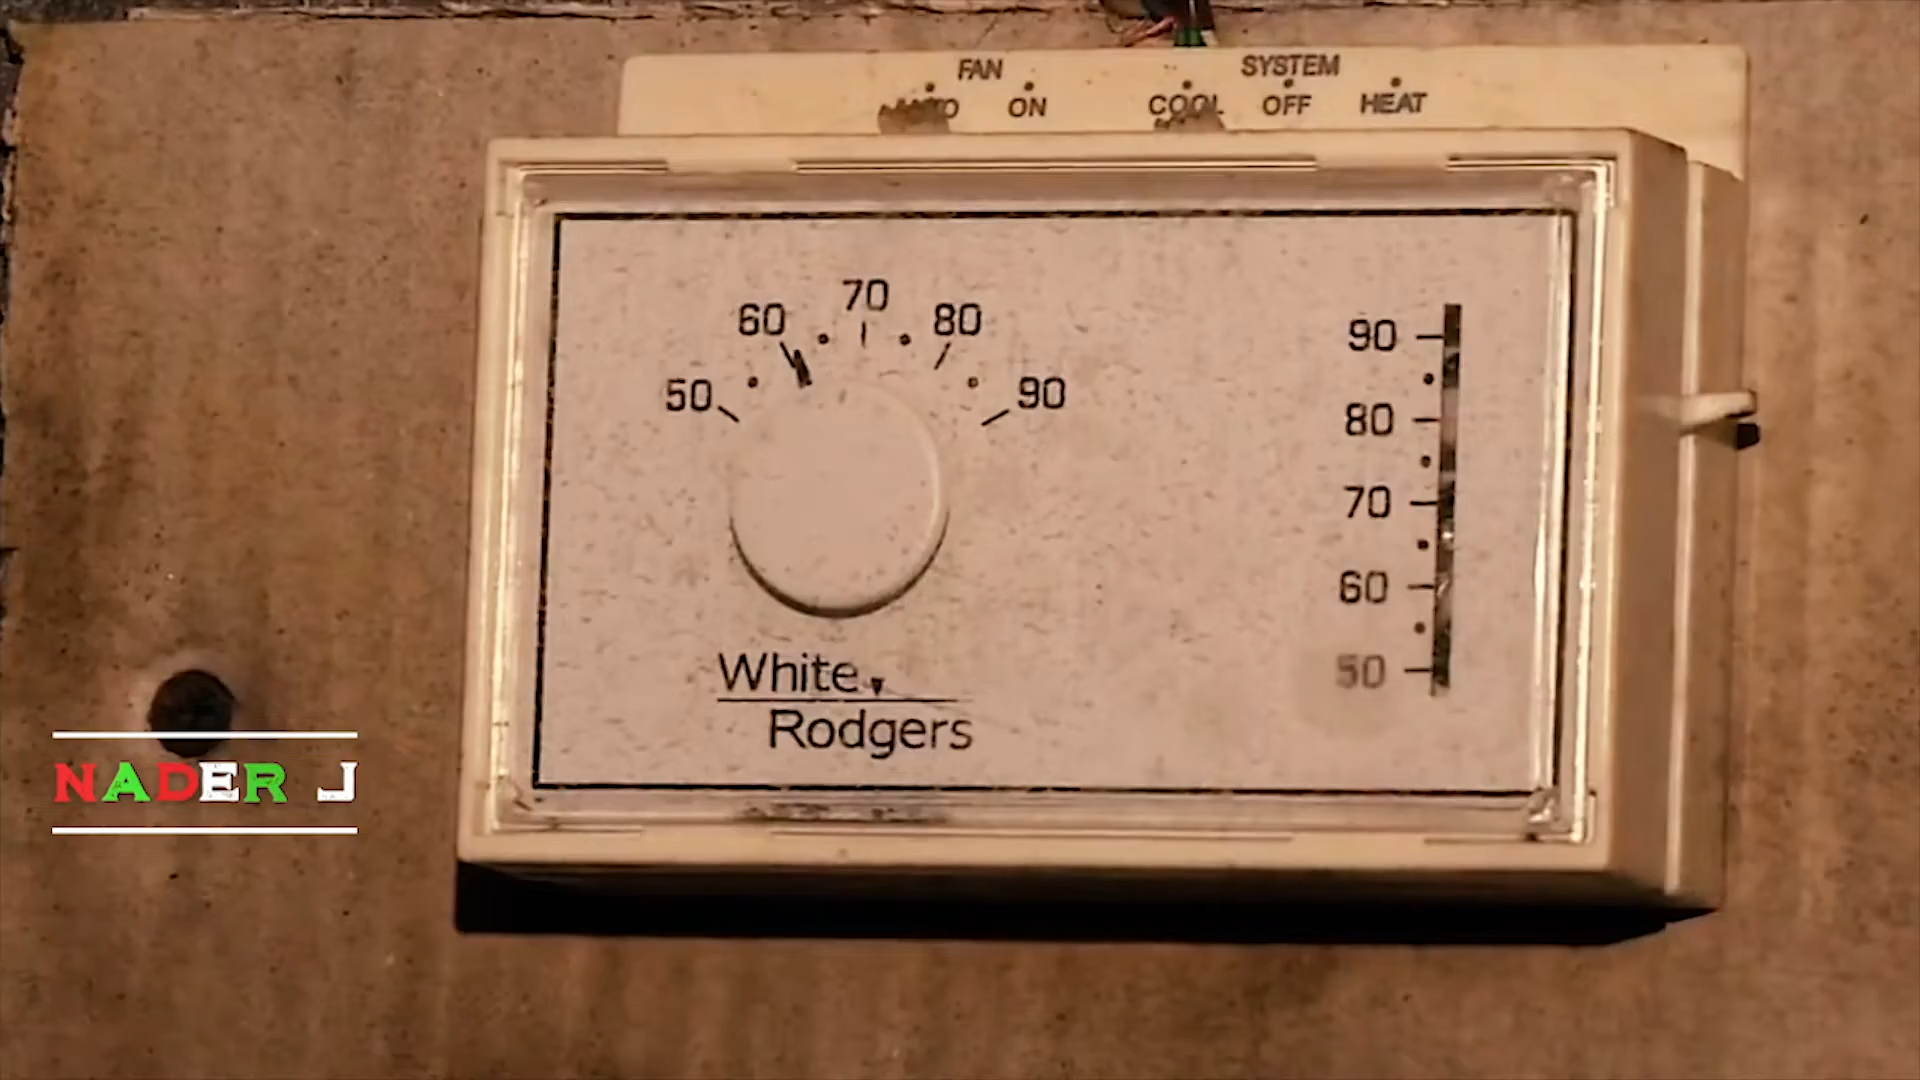 FAN SYSTEM
AUTO ON COOL OFF HEAT
50 60 70 80 90
90
80
70
60
50
White
Rodgers
NADER J